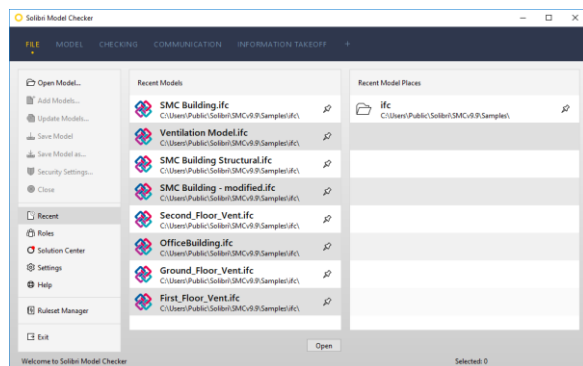 Solibri Model Checker
FILE MODEL CHECKING COMMUNICATION INFORMATION TAKEOFF +
Open Model...
Add Models...
Update Models...
Save Model
Save Model as...
Security Settings...
Close
Recent
Roles
Solution Center
Settings
Help
Ruleset Manager
Exit
Recent Models
SMC Building.ifc
C:\Users\Public\Solibri\SMCv9.9\Samples\ifc\
Ventilation Model.ifc
C:\Users\Public\Solibri\SMCv9.9\Samples\ifc\
SMC Building Structural.ifc
C:\Users\Public\Solibri\SMCv9.9\Samples\ifc\
SMC Building - modified.ifc
C:\Users\Public\Solibri\SMCv9.9\Samples\ifc\
Second_Floor_Vent.ifc
C:\Users\Public\Solibri\SMCv9.9\Samples\ifc\
OfficeBuilding.ifc
C:\Users\Public\Solibri\SMCv9.9\Samples\ifc\
Ground_Floor_Vent.ifc
C:\Users\Public\Solibri\SMCv9.9\Samples\ifc\
First_Floor_Vent.ifc
C:\Users\Public\Solibri\SMCv9.9\Samples\ifc\
Open
Recent Model Places
ifc
C:\Users\Public\Solibri\SMCv9.9\Samples\
Welcome to Solibri Model Checker
Selected: 0